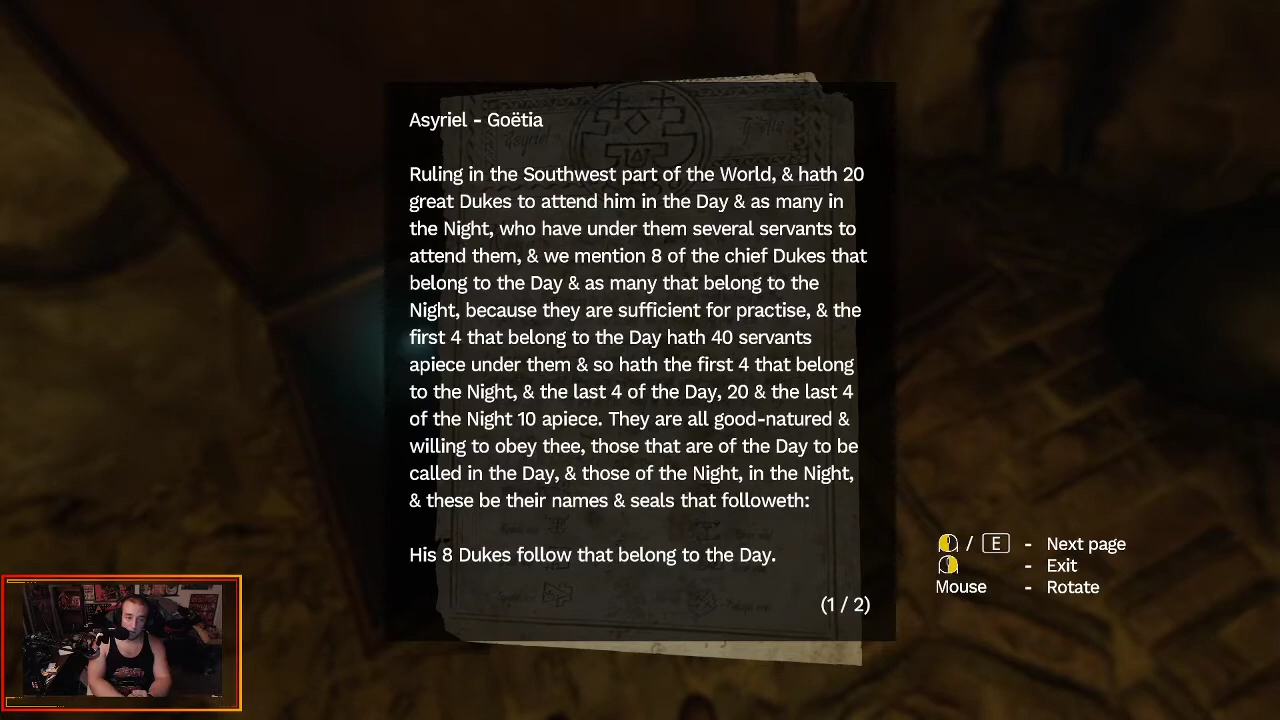 Asyriel - Goëtia
Ruling in the Southwest part of the World, & hath 20
great Dukes to attend him in the Day & as many in
the Night, who have under them several servants to
attend them, & we mention 8 of the chief Dukes that
belong to the Day & as many that belong to the
Night, because they are sufficient for practise, & the
first 4 that belong to the Day hath 40 servants
apiece under them & so hath the first 4 that belong
to the Night, & the last 4 of the Day, 20 & the last 4
of the Night 10 apiece. They are all good-natured &
willing to obey thee, those that are of the Day to be
called in the Day, & those of the Night, in the Night,
& these be their names & seals that followeth:
His 8 Dukes follow that belong to the Day.
(1 / 2)
/ E - Next page
- Exit
Mouse - Rotate